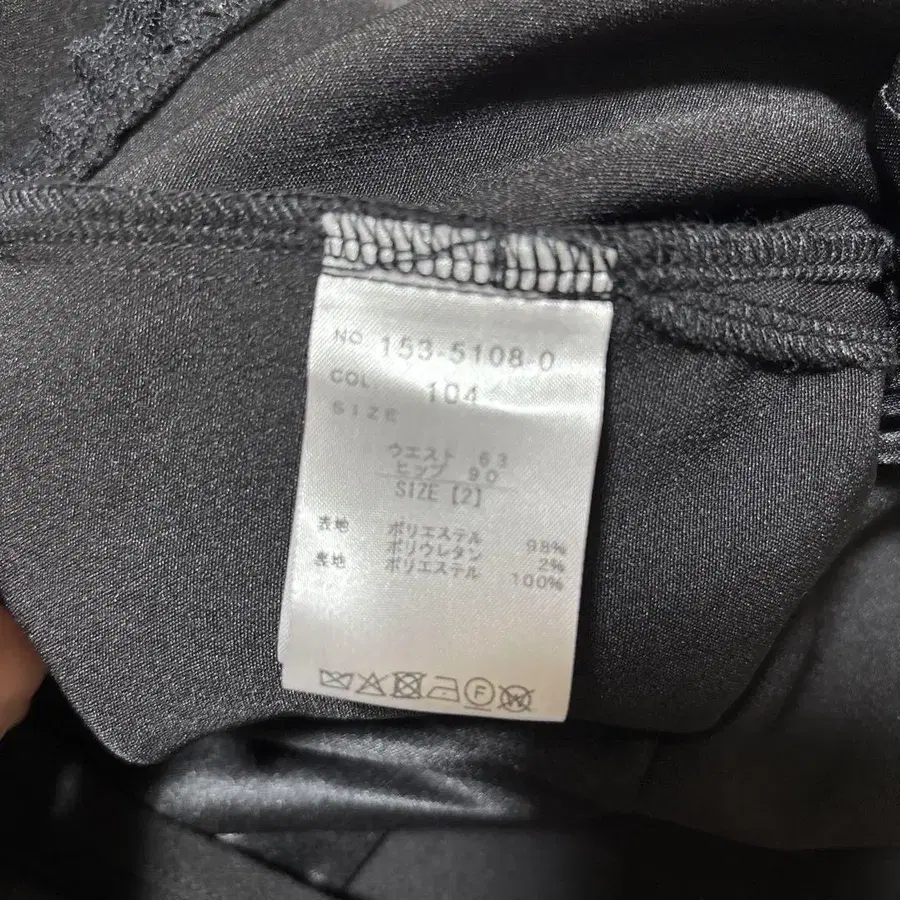 NO 153-5108-0
COL 104
SIZE
ウエスト 63
ヒップ 90
SIZE [2]
表地 ポリエステル 98%
ポリウレタン 2%
裏地 ポリエステル 100%
F W